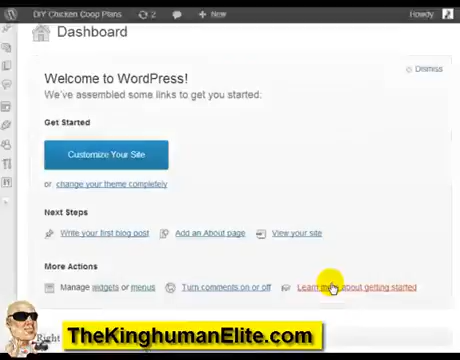 DIY Chicken Coop Plans 2 + New Howdy,
Dashboard
Dismiss
Welcome to WordPress!
We've assembled some links to get you started:
Get Started
Customize Your Site
or change your theme completely
Next Steps
Write your first blog post Add an About page View your site
More Actions
Manage widgets or menus Turn comments on or off Learn more about getting started
Right
TheKinghumanElite.com